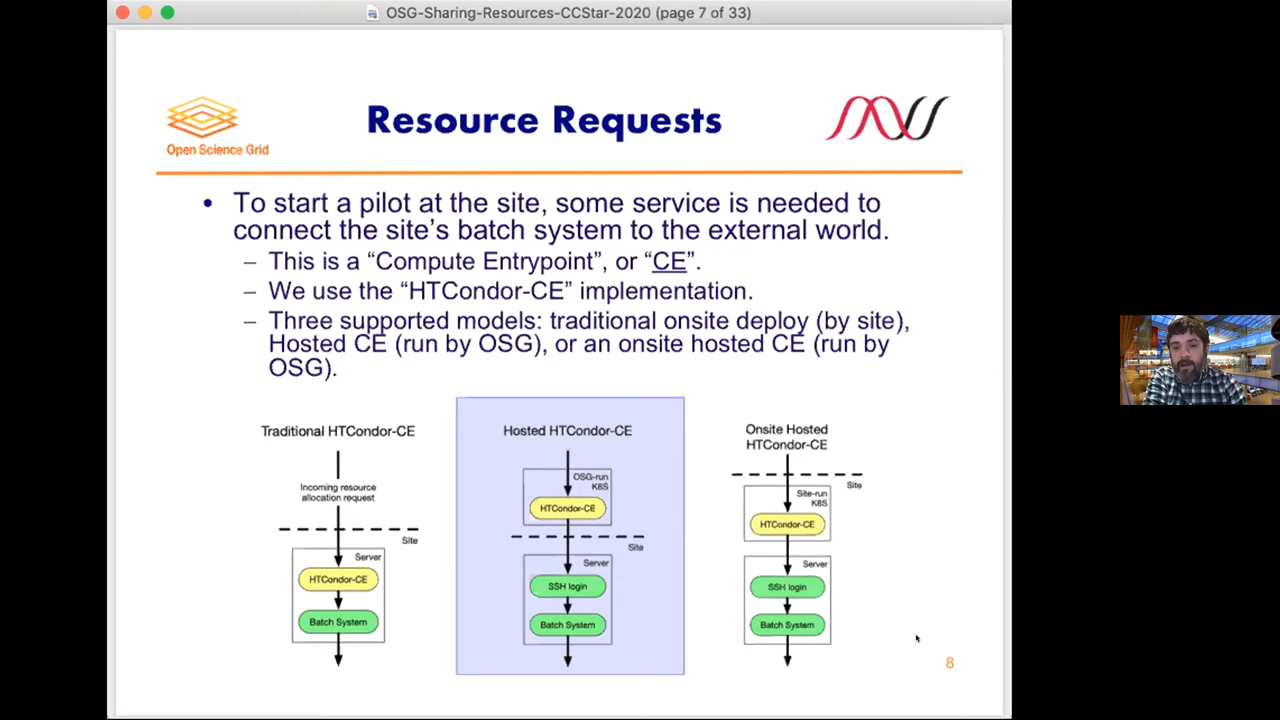 OSG-Sharing-Resources-CCStar-2020 (page 7 of 33)
Open Science Grid
Resource Requests
• To start a pilot at the site, some service is needed to
connect the site's batch system to the external world.
– This is a “Compute Entrypoint”, or “CE”.
– We use the “HTCondor-CE” implementation.
– Three supported models: traditional onsite deploy (by site),
Hosted CE (run by OSG), or an onsite hosted CE (run by
OSG).
Traditional HTCondor-CE
Incoming resource
allocation request
Site
Server
HTCondor-CE
Batch System
Hosted HTCondor-CE
OSG-run
K8S
HTCondor-CE
Site
Server
SSH login
Batch System
Onsite Hosted
HTCondor-CE
Site
Site-run
K8S
HTCondor-CE
Server
SSH login
Batch System
8